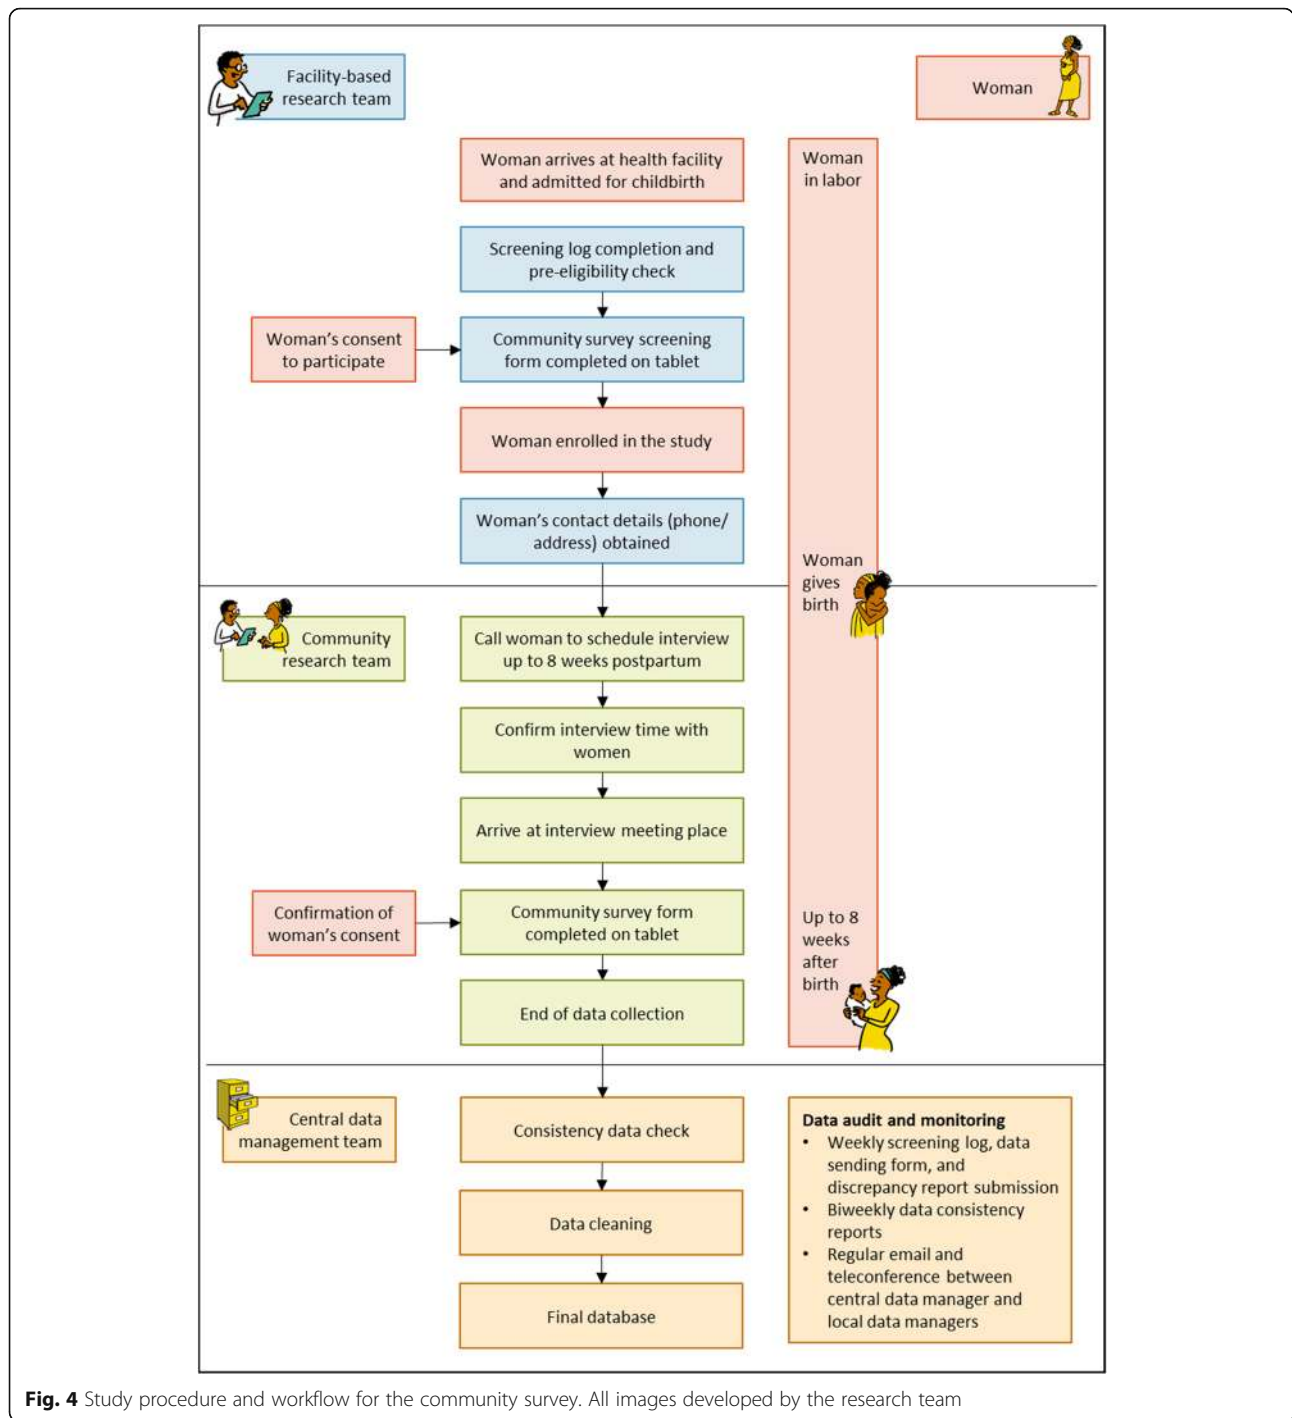 Facility-based
research team
Woman
Woman arrives at health facility
and admitted for childbirth
Woman
in labor
Screening log completion and
pre-eligibility check
Woman’s consent
to participate
Community survey screening
form completed on tablet
Woman enrolled in the study
Woman’s contact details (phone/
address) obtained
Woman
gives
birth
Community
research team
Call woman to schedule interview
up to 8 weeks postpartum
Confirm interview time with
women
Arrive at interview meeting place
Confirmation of
woman’s consent
Community survey form
completed on tablet
Up to 8
weeks
after
birth
End of data collection
Central data
management team
Consistency data check
Data cleaning
Final database
Data audit and monitoring
• Weekly screening log, data
sending form, and
discrepancy report submission
• Biweekly data consistency
reports
• Regular email and
teleconference between
central data manager and
local data managers
Fig. 4 Study procedure and workflow for the community survey. All images developed by the research team